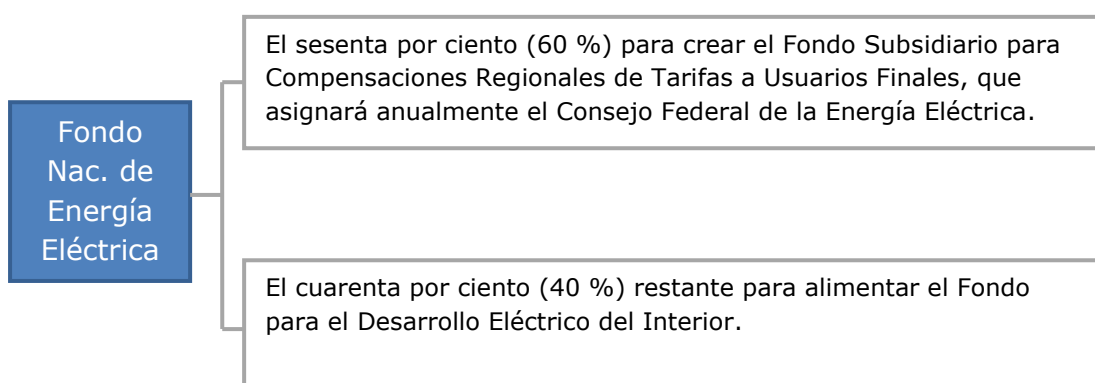 Fondo
Nac. de
Energía
Eléctrica
El sesenta por ciento (60 %) para crear el Fondo Subsidiario para
Compensaciones Regionales de Tarifas a Usuarios Finales, que
asignará anualmente el Consejo Federal de la Energía Eléctrica.
El cuarenta por ciento (40 %) restante para alimentar el Fondo
para el Desarrollo Eléctrico del Interior.